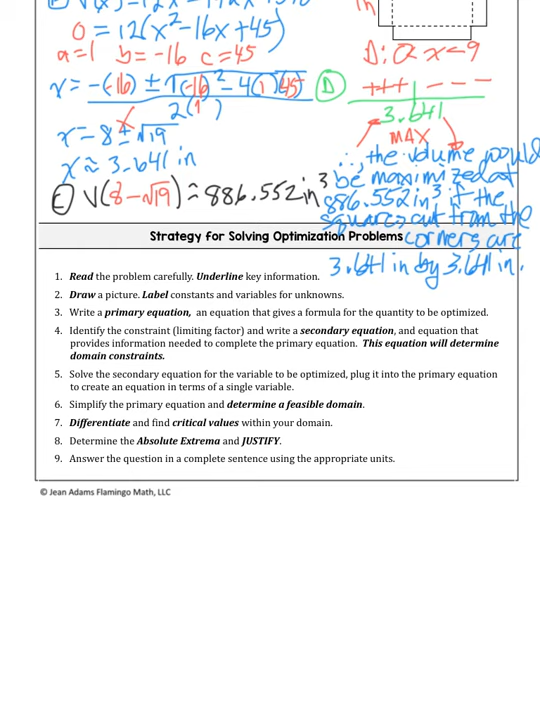 0 = 12(x² - 16x + 45)
a = 1 b = -16 c = 45
x = -(-16) ± √(-16)² - 4(1)(45)
2(1)
x = 8 ± √19
x ≈ 3.641 in
in
D: 0 < x < 9
D
+++ | - - -
3.641
MAX
E V(8 - √19) ≈ 886.552 in³
∴, the volume would
be maximized at
886.552 in³ if the
squares cut from the
corners are
3.641 in by 3.641 in.
Strategy for Solving Optimization Problems
1. Read the problem carefully. Underline key information.
2. Draw a picture. Label constants and variables for unknowns.
3. Write a primary equation, an equation that gives a formula for the quantity to be optimized.
4. Identify the constraint (limiting factor) and write a secondary equation, and equation that
provides information needed to complete the primary equation. This equation will determine
domain constraints.
5. Solve the secondary equation for the variable to be optimized, plug it into the primary equation
to create an equation in terms of a single variable.
6. Simplify the primary equation and determine a feasible domain.
7. Differentiate and find critical values within your domain.
8. Determine the Absolute Extrema and JUSTIFY.
9. Answer the question in a complete sentence using the appropriate units.
© Jean Adams Flamingo Math, LLC